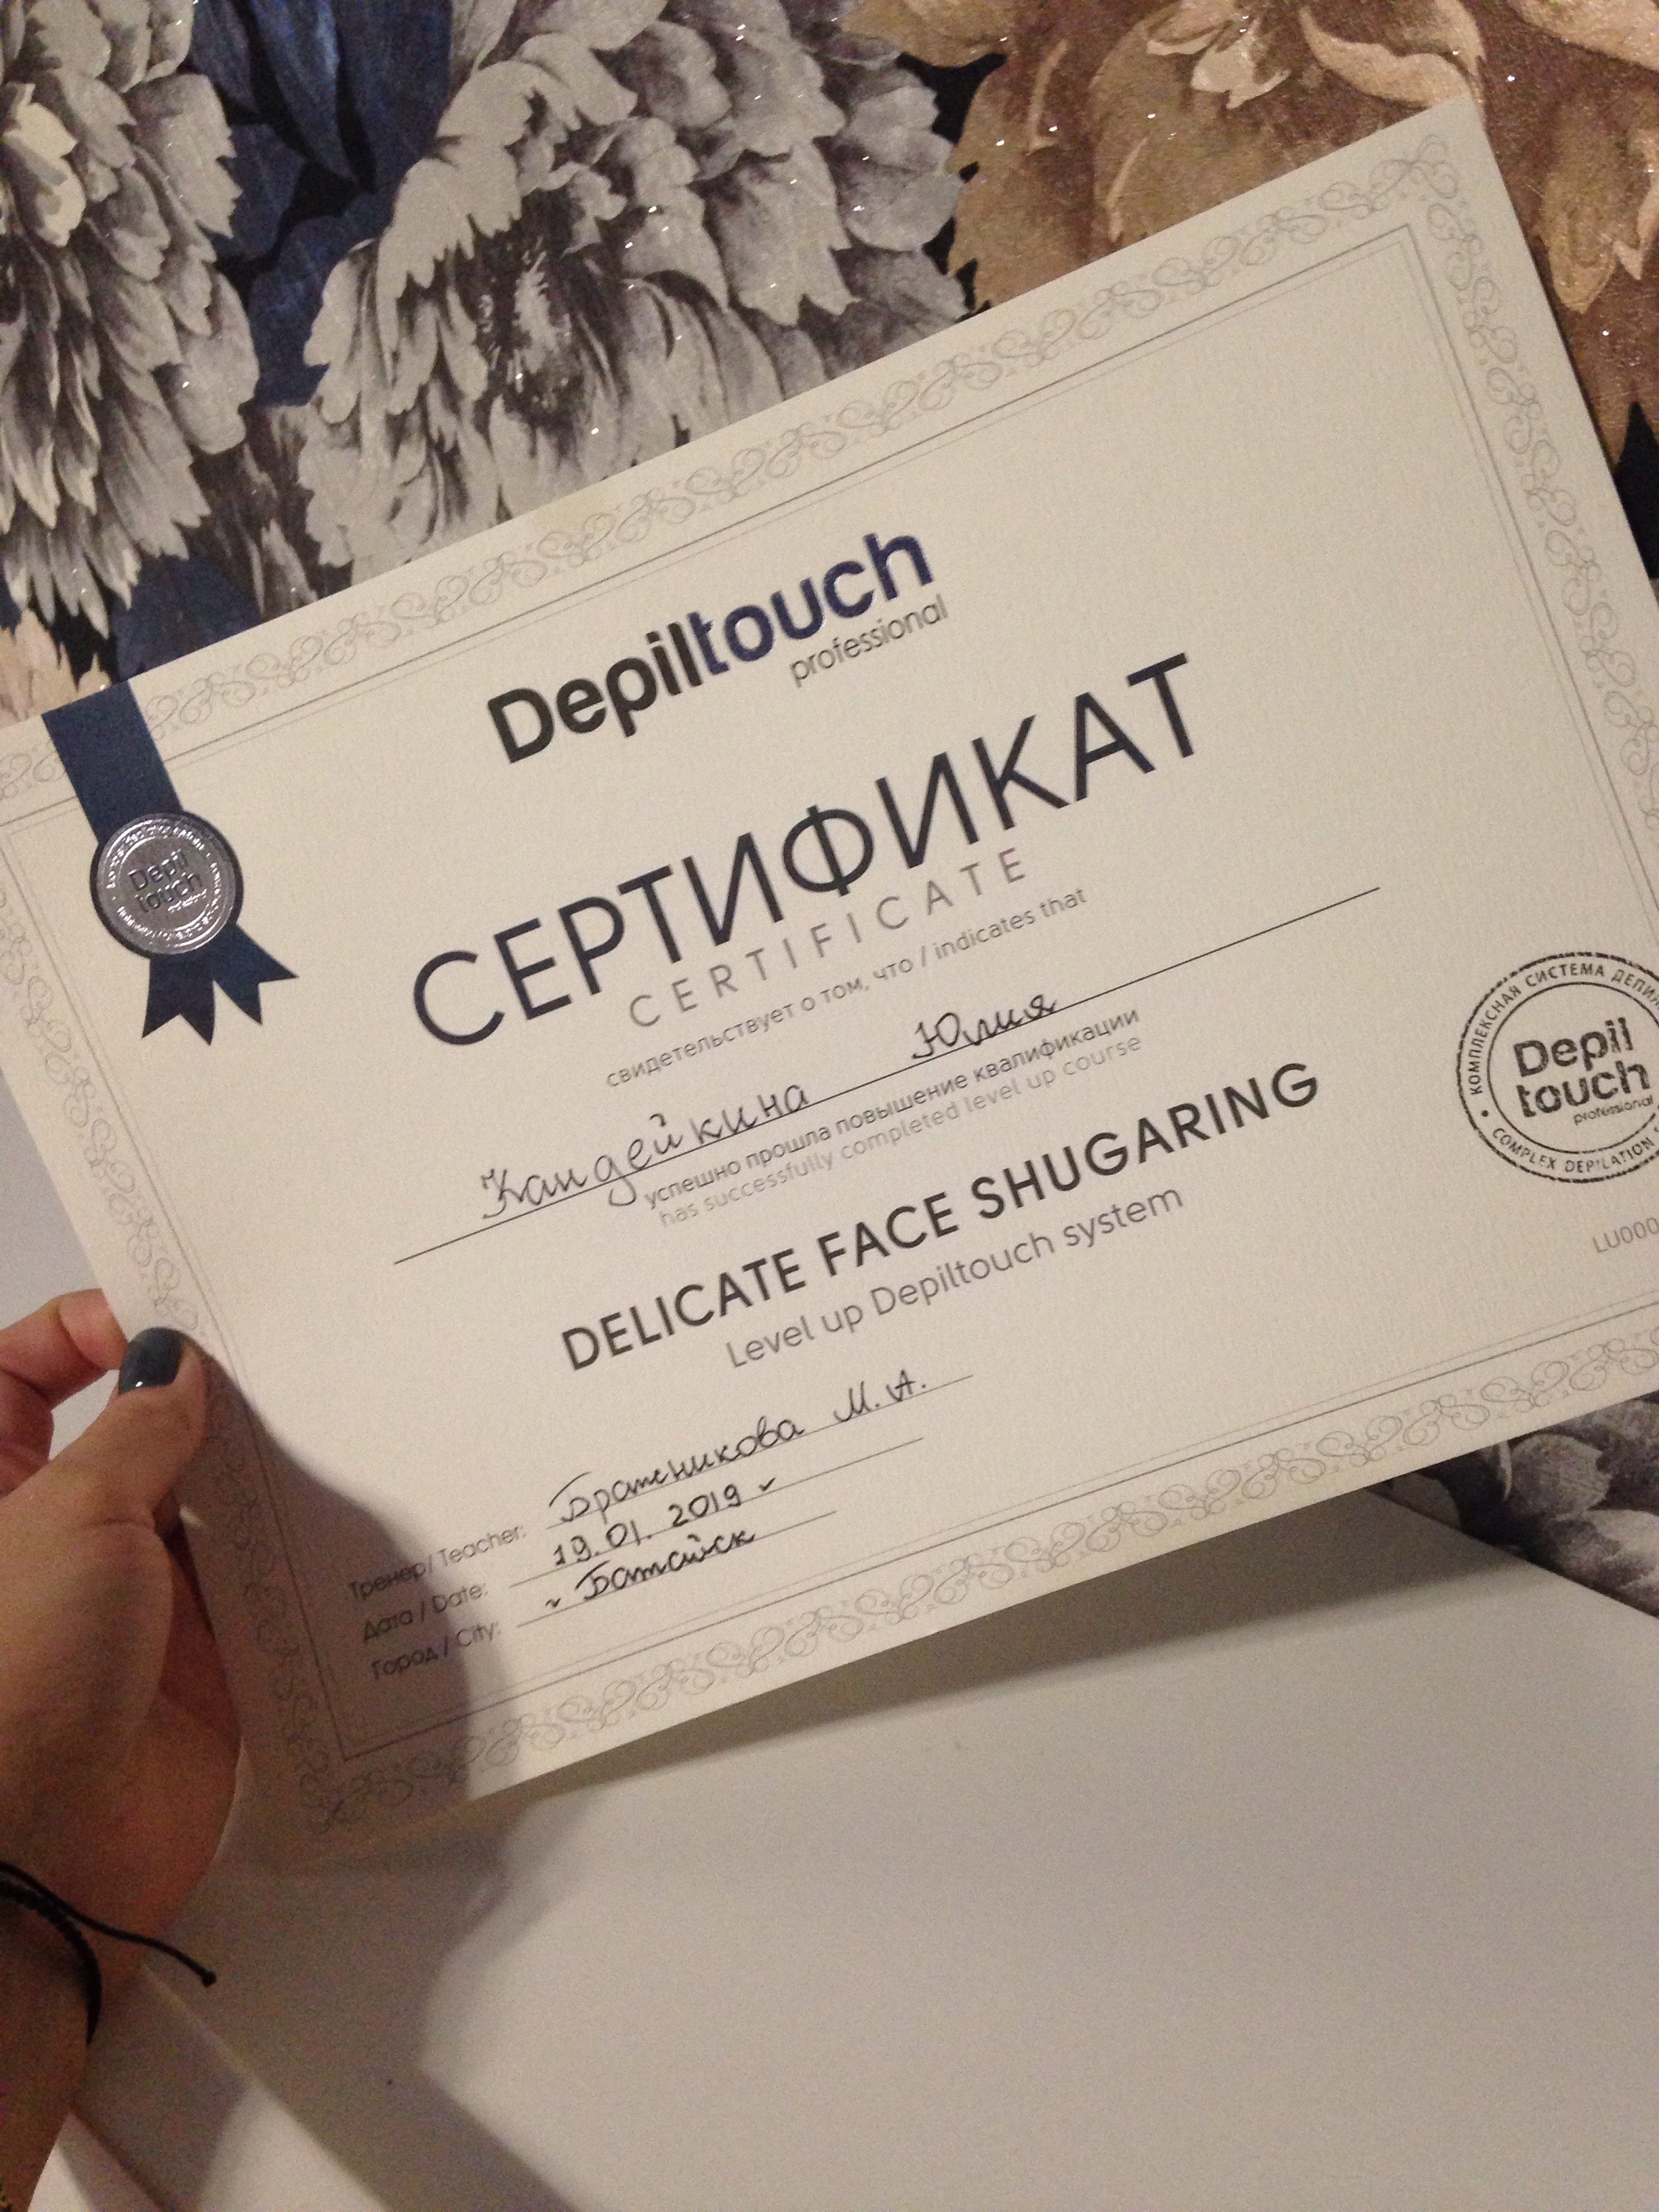 Depiltouch
professional
СЕРТИФИКАТ
CERTIFICATE
свидетельствует о том, что / indicates that
Кандейкина Юлия
успешно прошла повышение квалификации
has successfully completed level up course
DELICATE FACE SHUGARING
Level up Depiltouch system
Тренер / Teacher: Братникова М.А.
Дата / Date: 19.01.2019
Город / City: Батайск
Depil
touch
КОМПЛЕКСНАЯ СИСТЕМА
Depil
touch
professional
COMPLEX DEPILATION
LU000